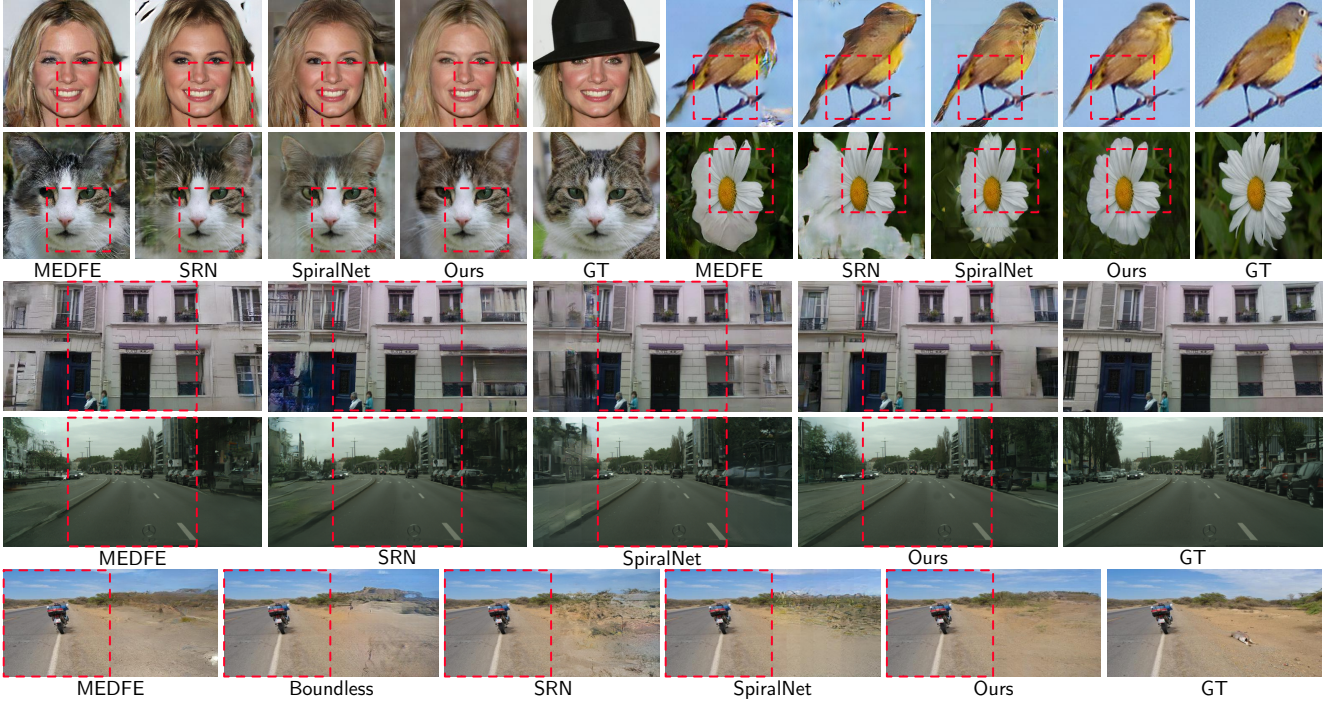 MEDFE SRN SpiralNet Ours GT MEDFE SRN SpiralNet Ours GT
MEDFE SRN SpiralNet Ours GT
MEDFE Boundless SRN SpiralNet Ours GT